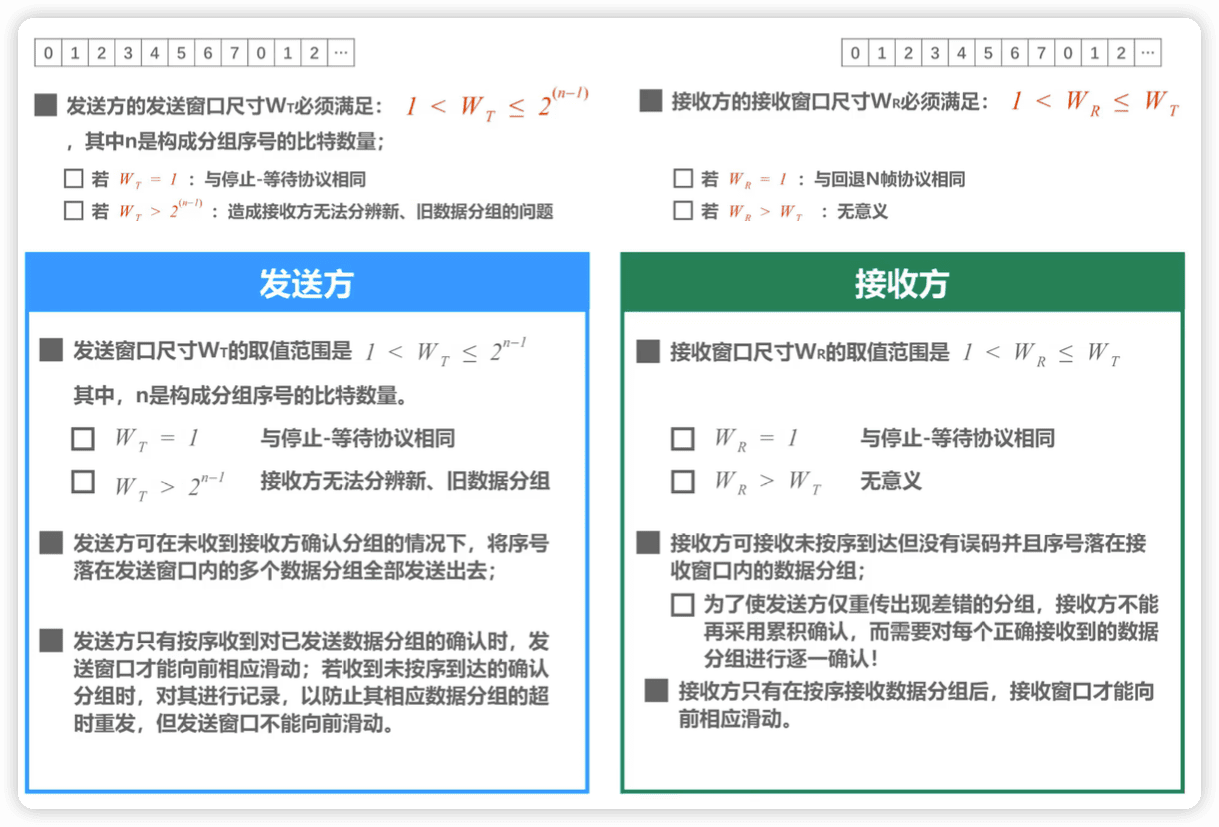 0 1 2 3 4 5 6 7 0 1 2 ...
发送方的发送窗口尺寸WT必须满足： 1 < W_T ≤ 2^(n-1)
，其中n是构成分组序号的比特数量；
若 W_T = 1 ：与停止-等待协议相同
若 W_T > 2^(n-1) ：造成接收方无法分辨新、旧数据分组的问题
0 1 2 3 4 5 6 7 0 1 2 ...
接收方的接收窗口尺寸WR必须满足： 1 < W_R ≤ W_T
若 W_R = 1 ：与回退N帧协议相同
若 W_R > W_T ：无意义
发送方
发送窗口尺寸WT的取值范围是 1 < W_T ≤ 2^n-1
其中，n是构成分组序号的比特数量。
W_T = 1 与停止-等待协议相同
W_T > 2^n-1 接收方无法分辨新、旧数据分组
发送方可在未收到接收方确认分组的情况下，将序号
落在发送窗口内的多个数据分组全部发送出去；
发送方只有按序收到对已发送数据分组的确认时，发
送窗口才能向前相应滑动；若收到未按序到达的确认
分组时，对其进行记录，以防止其相应数据分组的超
时重发，但发送窗口不能向前滑动。
接收方
接收窗口尺寸WR的取值范围是 1 < W_R ≤ W_T
W_R = 1 与停止-等待协议相同
W_R > W_T 无意义
接收方可接收未按序到达但没有误码并且序号落在接
收窗口内的数据分组；
为了使发送方仅重传出现差错的分组，接收方不能
再采用累积确认，而需要对每个正确接收到的数据
分组进行逐一确认！
接收方只有在按序接收数据分组后，接收窗口才能向
前相应滑动。